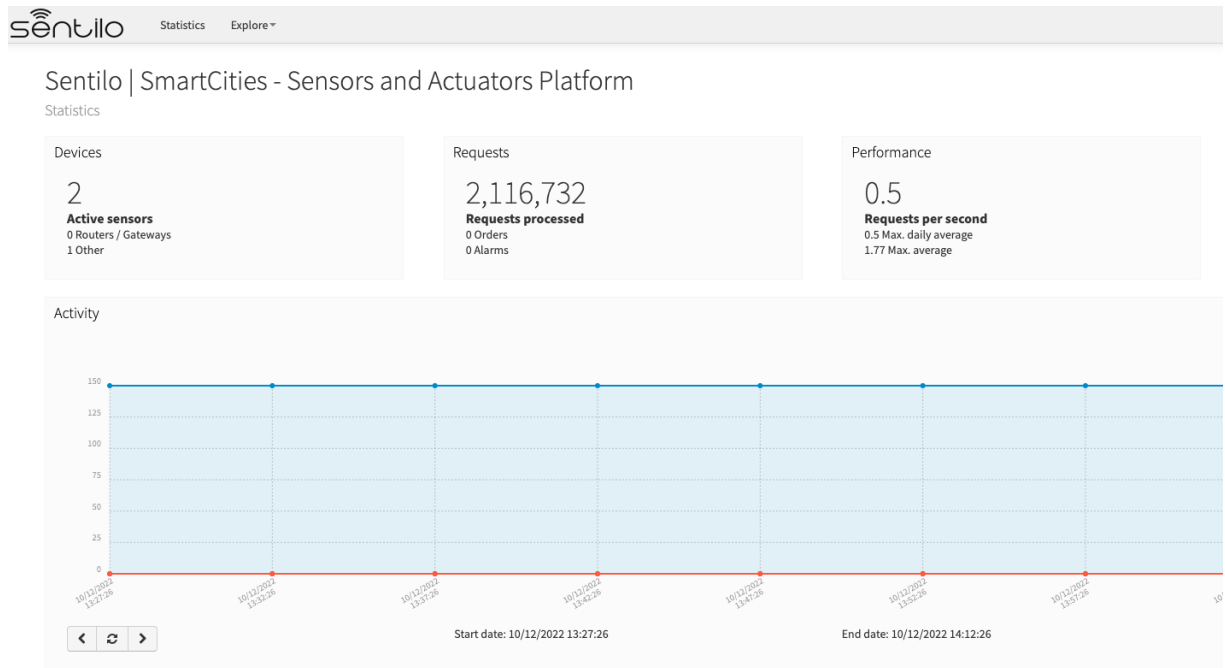 sentilo Statistics Explore
Sentilo | SmartCities - Sensors and Actuators Platform
Statistics
Devices
2
Active sensors
0 Routers / Gateways
1 Other
Requests
2,116,732
Requests processed
0 Orders
0 Alarms
Performance
0.5
Requests per second
0.5 Max. daily average
1.77 Max. average
Activity
150
125
100
75
50
25
0
10/12/2022
13:27:26
10/12/2022
13:32:26
10/12/2022
13:37:26
10/12/2022
13:42:26
10/12/2022
13:47:26
10/12/2022
13:52:26
10/12/2022
13:57:26
Start date: 10/12/2022 13:27:26
End date: 10/12/2022 14:12:26